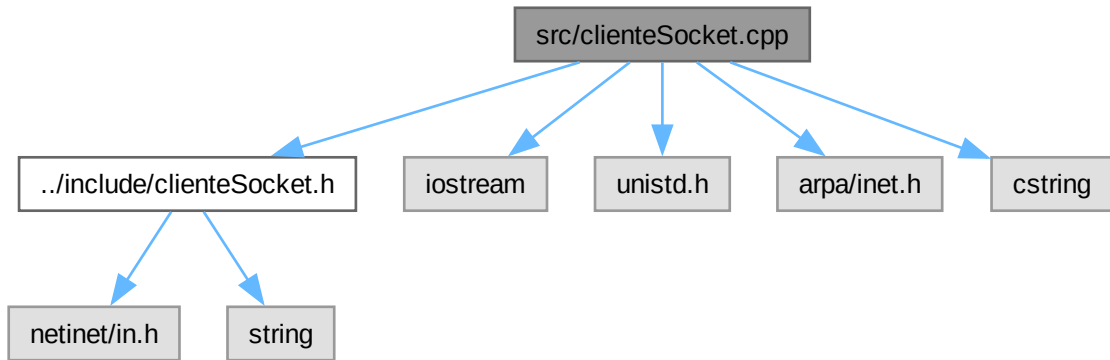 src/clienteSocket.cpp
../include/clienteSocket.h
iostream
unistd.h
arpa/inet.h
cstring
netinet/in.h
string